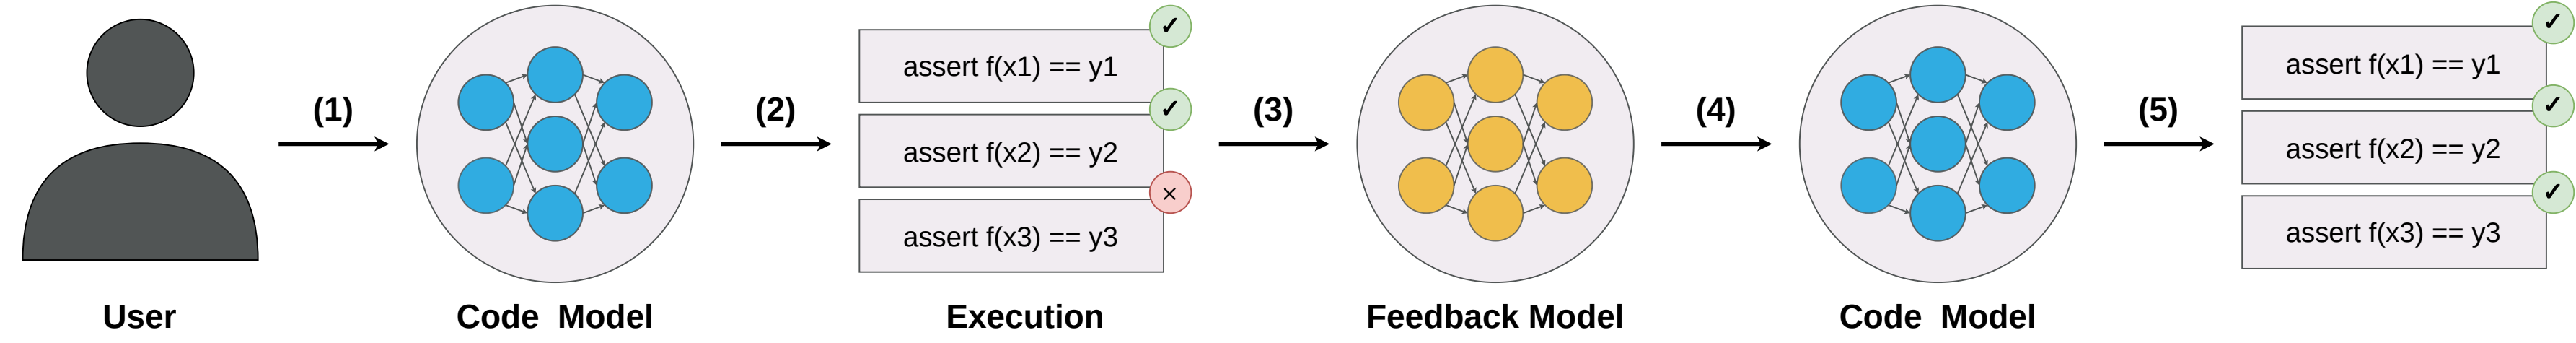 (1)
(2)
(3)
(4)
(5)
✓
assert f(x1) == y1
✓
assert f(x2) == y2
×
assert f(x3) == y3
✓
assert f(x1) == y1
✓
assert f(x2) == y2
✓
assert f(x3) == y3
User
Code Model
Execution
Feedback Model
Code Model